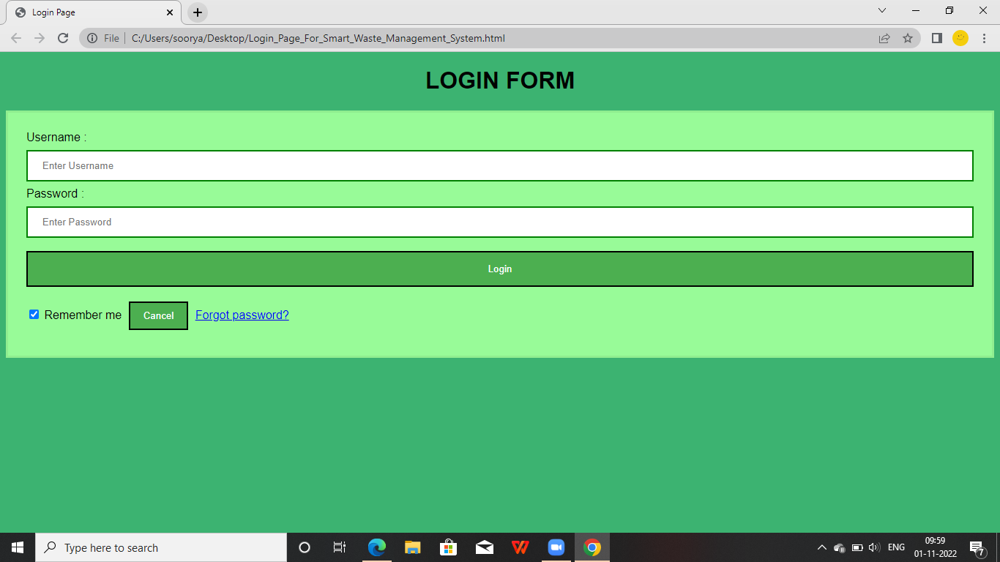 Login Page
File
C:/Users/soorya/Desktop/Login_Page_For_Smart_Waste_Management_System.html
LOGIN FORM
Username :
Enter Username
Password :
Enter Password
Login
Remember me
Cancel
Forgot password?
Type here to search
ENG
09:59
01-11-2022
7